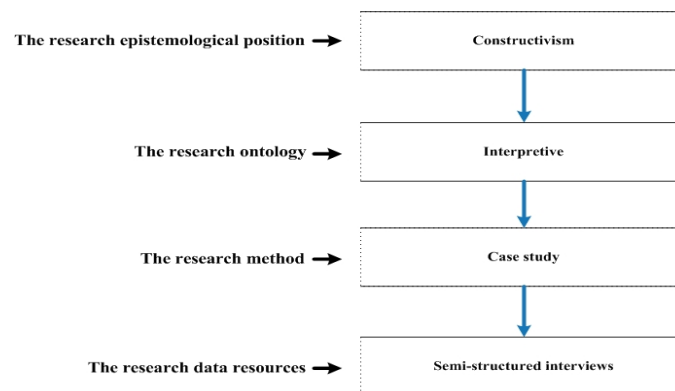 The research epistemological position
Constructivism
The research ontology
Interpretive
The research method
Case study
The research data resources
Semi-structured interviews